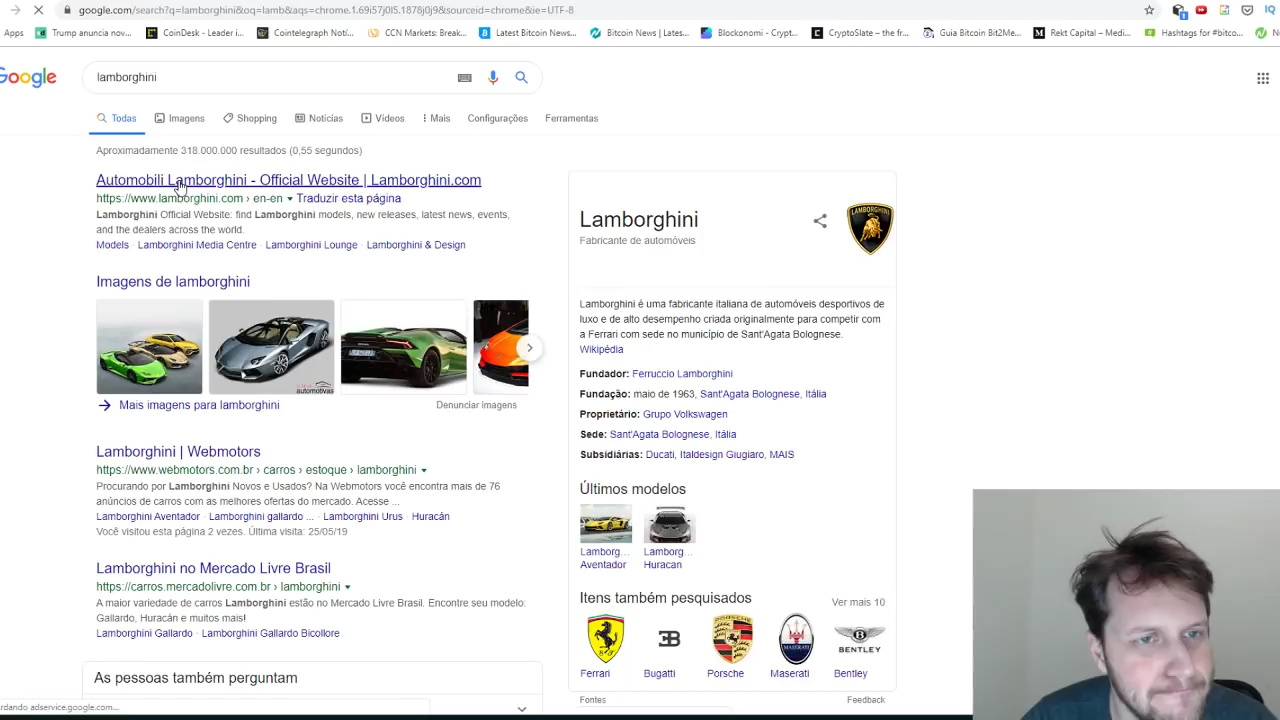 google.com/search?q=lamborghini&oq=lamb&aqs=chrome.1.69i57j0l5.1878j0j9&sourceid=chrome&ie=UTF-8
Apps Trump anuncia nov... CoinDesk - Leader i... Cointelegraph Notí... CCN Markets: Break... Latest Bitcoin News... Bitcoin News | Lates... Blockonomi - Crypt... CryptoSlate – the fr... Guia Bitcoin Bit2Me... Rekt Capital – Medi... Hashtags for #bitco...
Google
lamborghini
Todas Imagens Shopping Notícias Vídeos Mais Configurações Ferramentas
Aproximadamente 318.000.000 resultados (0,55 segundos)
Automobili Lamborghini - Official Website | Lamborghini.com
https://www.lamborghini.com › en-en Traduzir esta página
Lamborghini Official Website: find Lamborghini models, new releases, latest news, events,
and the dealers across the world.
Models · Lamborghini Media Centre · Lamborghini Lounge · Lamborghini & Design
Imagens de lamborghini
automotivas
Mais imagens para lamborghini Denunciar imagens
Lamborghini | Webmotors
https://www.webmotors.com.br › carros › estoque › lamborghini
Procurando por Lamborghini Novos e Usados? Na Webmotors você encontra mais de 76
anúncios de carros com as melhores ofertas do mercado. Acesse ...
Lamborghini Aventador · Lamborghini gallardo ... · Lamborghini Urus · Huracán
Você visitou esta página 2 vezes. Última visita: 25/05/19
Lamborghini no Mercado Livre Brasil
https://carros.mercadolivre.com.br › lamborghini
A maior variedade de carros Lamborghini estão no Mercado Livre Brasil. Encontre seu modelo:
Gallardo, Huracán e muitos mais!
Lamborghini Gallardo · Lamborghini Gallardo Bicollore
As pessoas também perguntam
rdando adservice.google.com...
Lamborghini
Fabricante de automóveis
LAMBORGHINI
Lamborghini é uma fabricante italiana de automóveis desportivos de
luxo e de alto desempenho criada originalmente para competir com
a Ferrari com sede no município de Sant'Agata Bolognese.
Wikipédia
Fundador: Ferruccio Lamborghini
Fundação: maio de 1963, Sant'Agata Bolognese, Itália
Proprietário: Grupo Volkswagen
Sede: Sant'Agata Bolognese, Itália
Subsidiárias: Ducati, Italdesign Giugiaro, MAIS
Últimos modelos
Lamborg... Lamborg...
Aventador Huracan
Itens também pesquisados Ver mais 10
BENTLEY
Ferrari Bugatti Porsche Maserati Bentley
Fontes Feedback